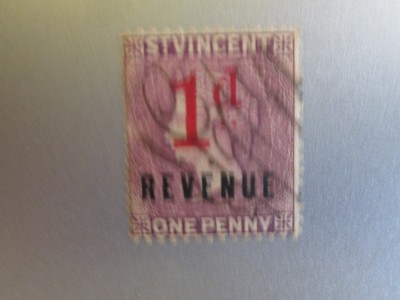 ST VINCENT
1d.
REVENUE
ONE PENNY